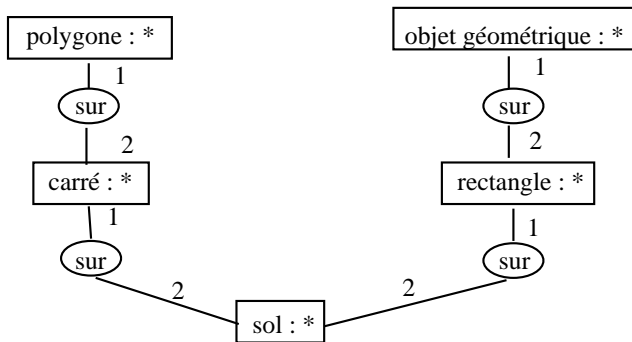 polygone : * objet géométrique : *
1 1
sur sur
2 2
carré : * rectangle : *
1 1
sur sur
2 2
sol : *